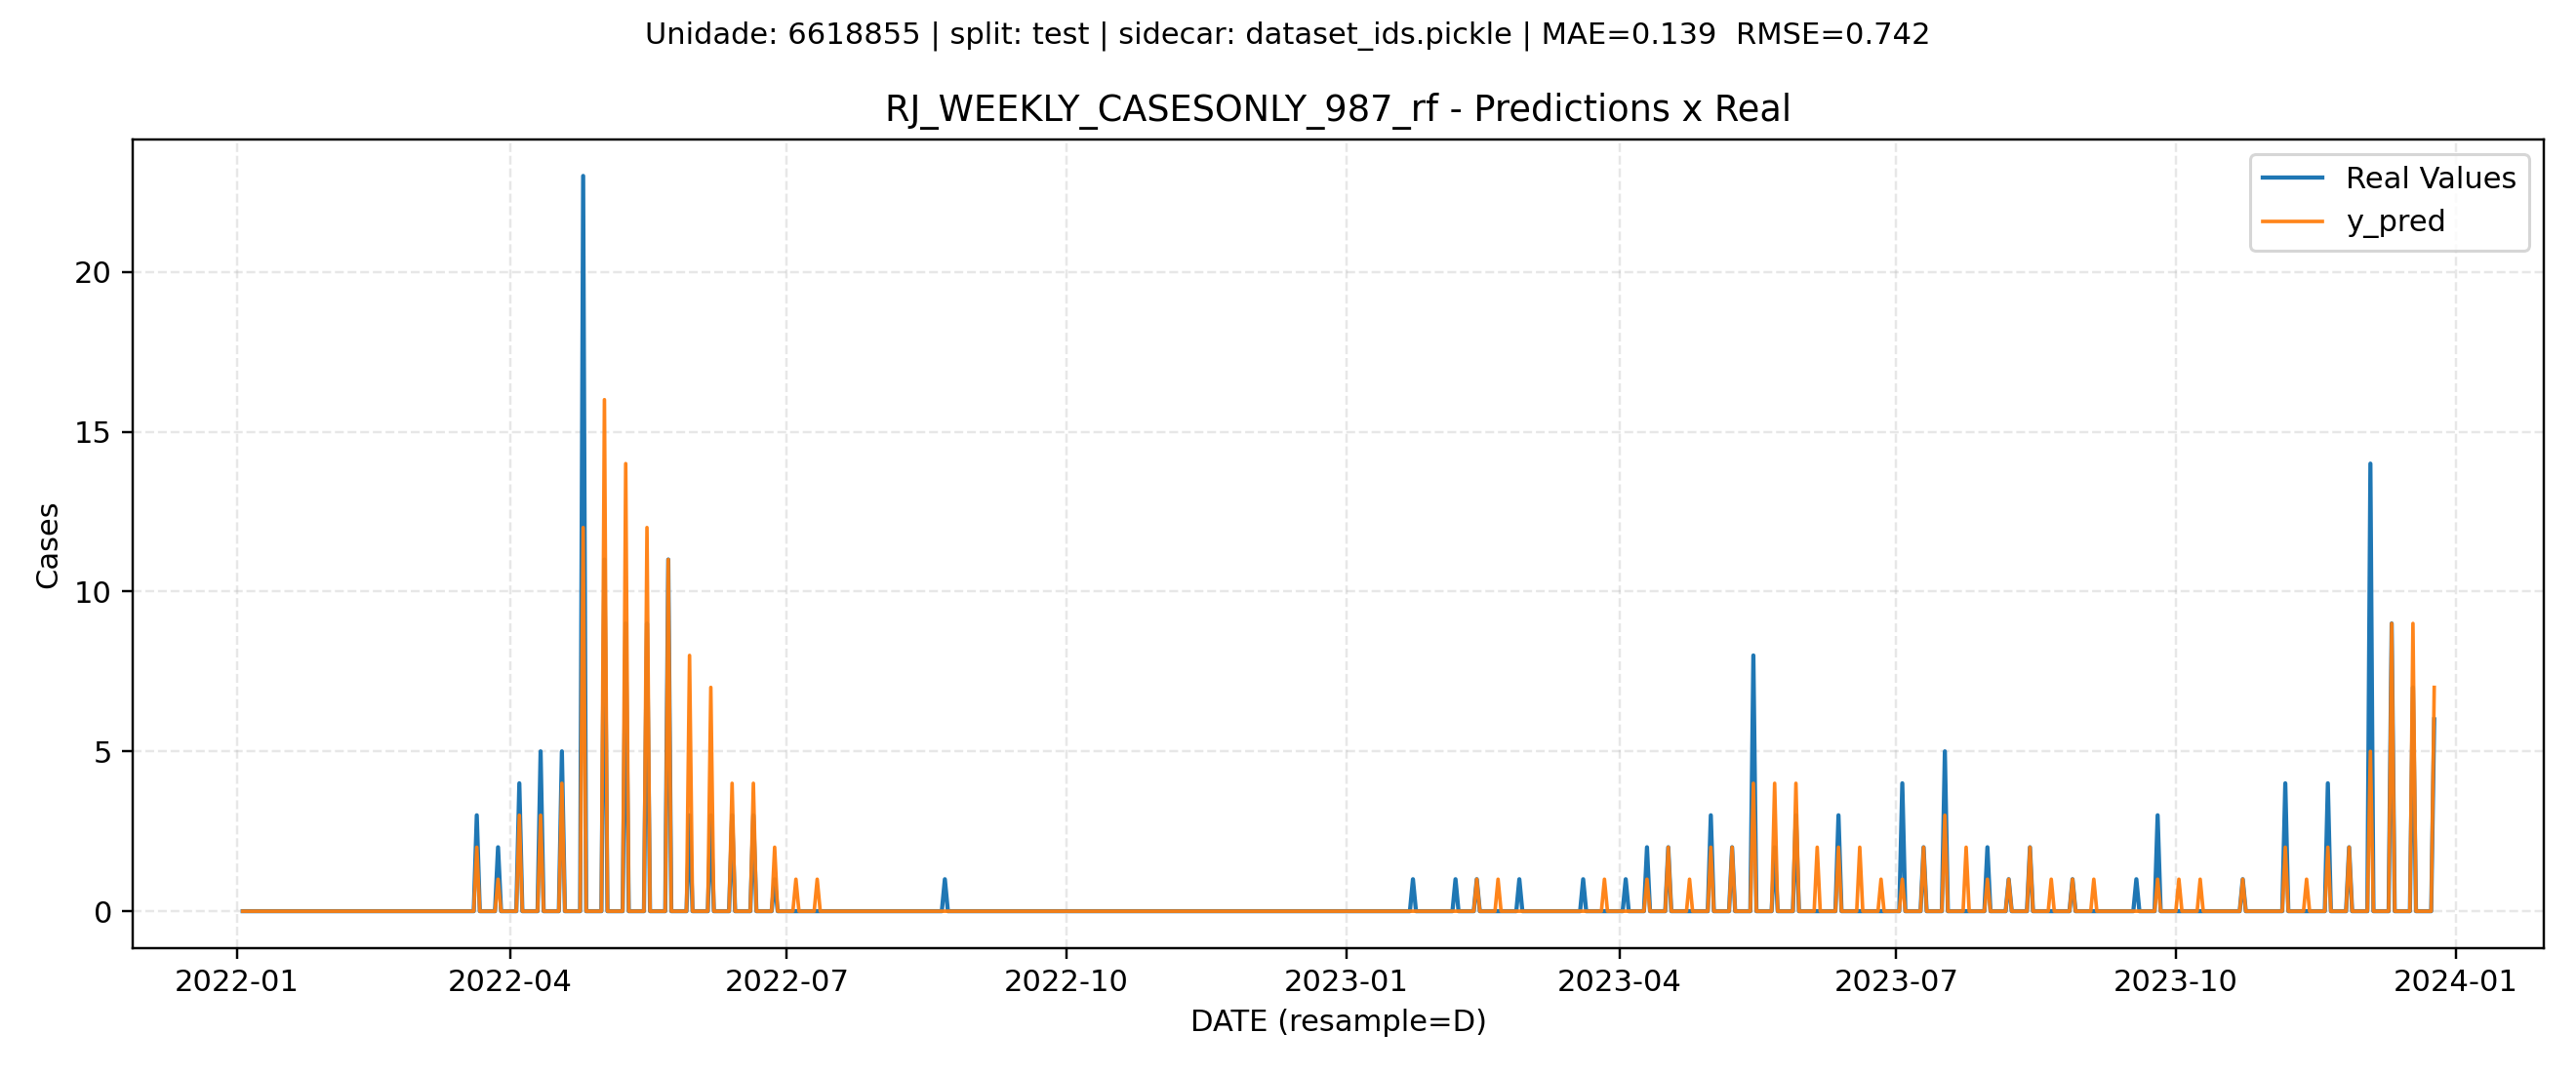 Unidade: 6618855 | split: test | sidecar: dataset_ids.pickle | MAE=0.139  RMSE=0.742
RJ_WEEKLY_CASESONLY_987_rf - Predictions x Real
Real Values
y_pred
Cases
20
15
10
5
0
2022-01
2022-04
2022-07
2022-10
2023-01
2023-04
2023-07
2023-10
2024-01
DATE (resample=D)